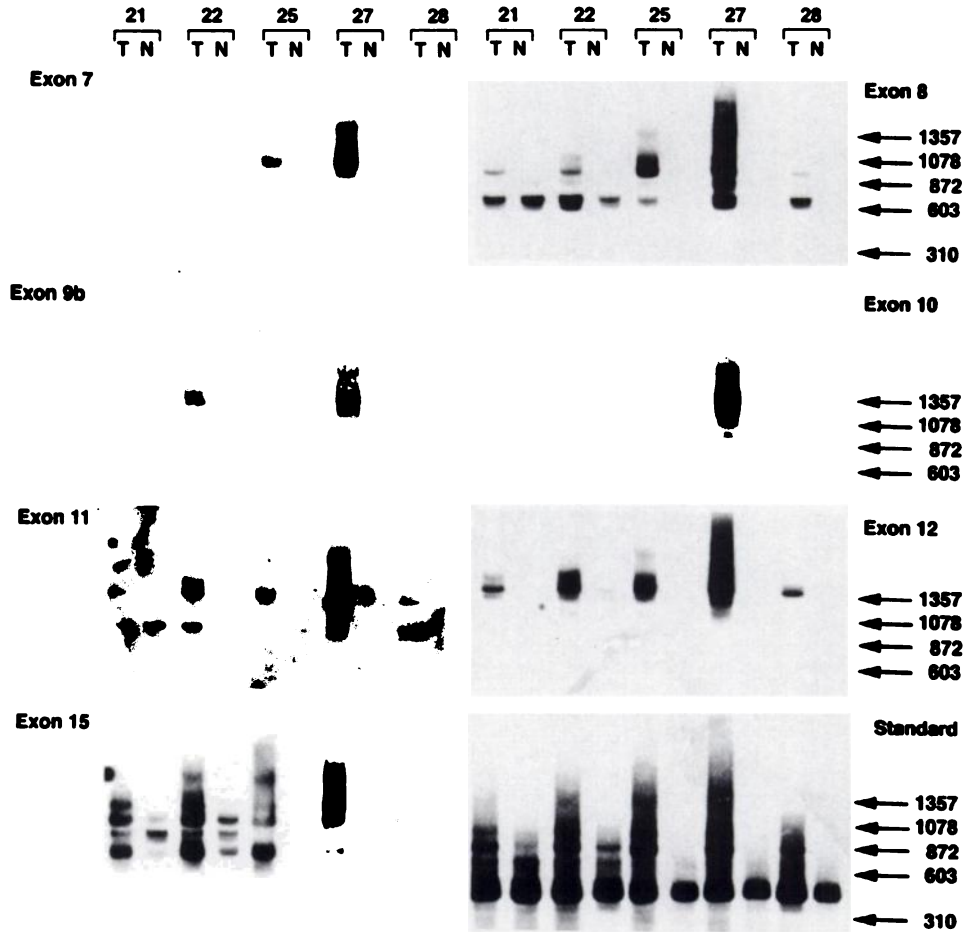 21 22 25 27 28 21 22 25 27 28
T N T N T N T N T N T N T N T N T N T N
Exon 7
Exon 8
1357
1078
872
603
310
Exon 9b
Exon 10
1357
1078
872
603
Exon 11
Exon 12
1357
1078
872
603
Exon 15
Standard
1357
1078
872
603
310